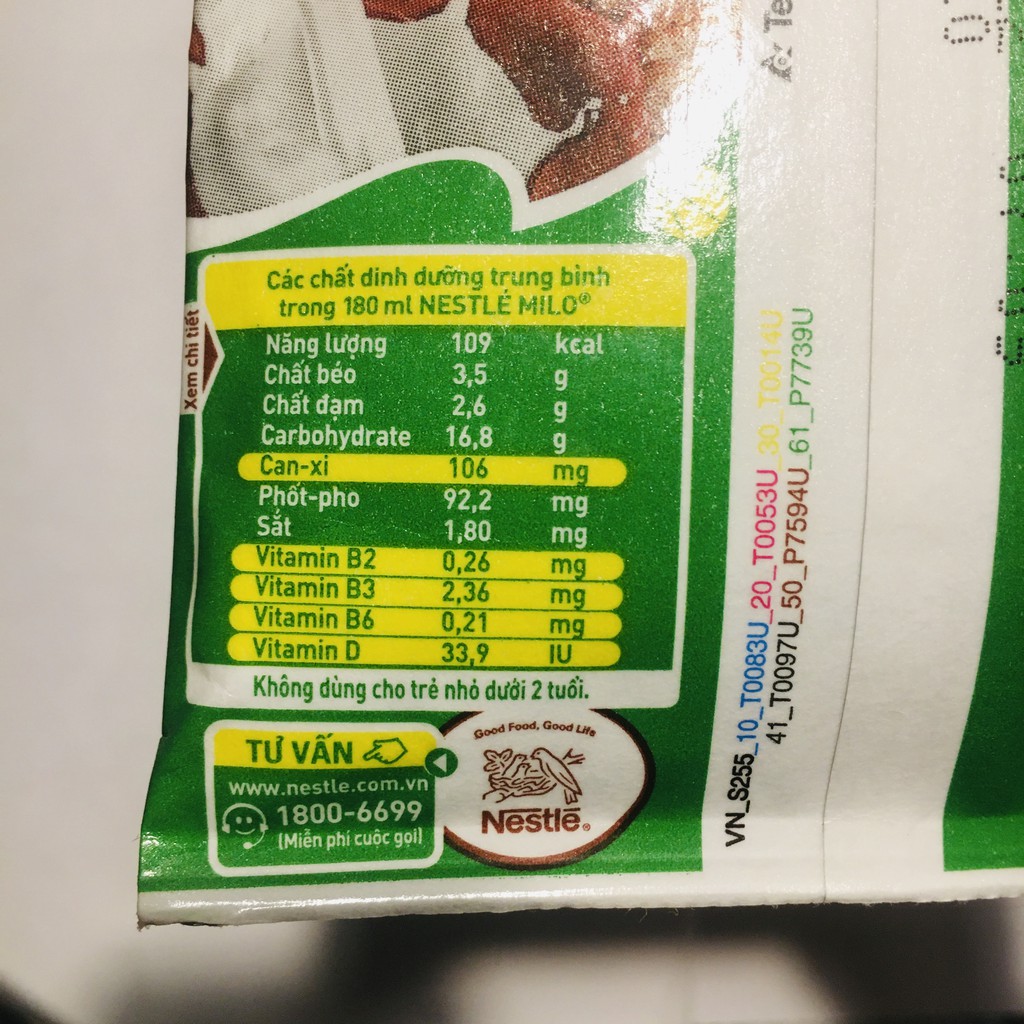 Các chất dinh dưỡng trung bình
trong 180 ml NESTLÉ MILO®
Xem chi tiết
Năng lượng 109 kcal
Chất béo 3,5 g
Chất đạm 2,6 g
Carbohydrate 16,8 g
Can-xi 106 mg
Phốt-pho 92,2 mg
Sắt 1,80 mg
Vitamin B2 0,26 mg
Vitamin B3 2,36 mg
Vitamin B6 0,21 mg
Vitamin D 33,9 IU
Không dùng cho trẻ nhỏ dưới 2 tuổi.
TƯ VẤN
www.nestle.com.vn
1800-6699
(Miễn phí cuộc gọi)
Good Food, Good Life
Nestlé®
VN_S255_10_T0083U_20_T0053U_30_T0014U
41_T0097U_50_P7594U_61_P7739U